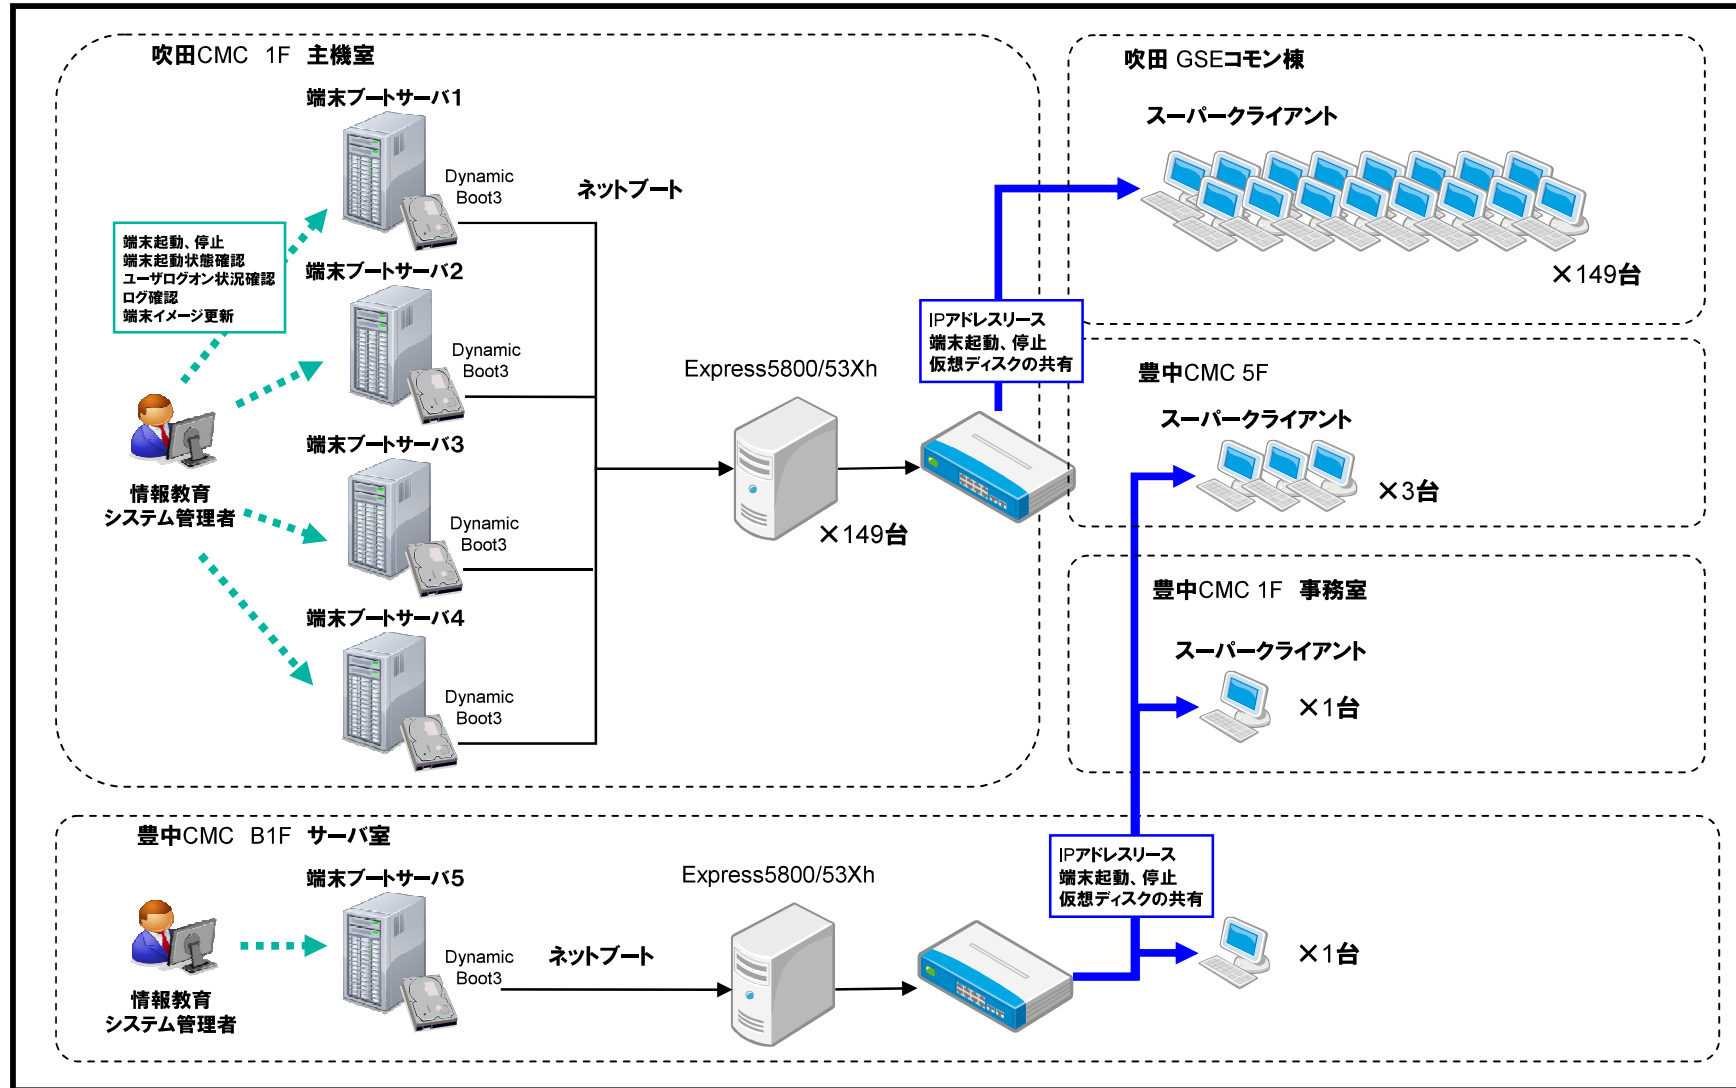 吹田CMC 1F 主機室
端末ブートサーバ1
Dynamic
Boot3
ネットブート
端末起動、停止
端末起動状態確認
ユーザログオン状況確認
ログ確認
端末イメージ更新
端末ブートサーバ2
Dynamic
Boot3
情報教育
システム管理者
端末ブートサーバ3
Dynamic
Boot3
端末ブートサーバ4
Dynamic
Boot3
Express5800/53Xh
×149台
IPアドレスリース
端末起動、停止
仮想ディスクの共有
吹田 GSEコモン棟
スーパークライアント
×149台
豊中CMC 5F
スーパークライアント
×3台
豊中CMC 1F 事務室
スーパークライアント
×1台
豊中CMC B1F サーバ室
端末ブートサーバ5
Dynamic
Boot3
情報教育
システム管理者
ネットブート
Express5800/53Xh
IPアドレスリース
端末起動、停止
仮想ディスクの共有
×1台